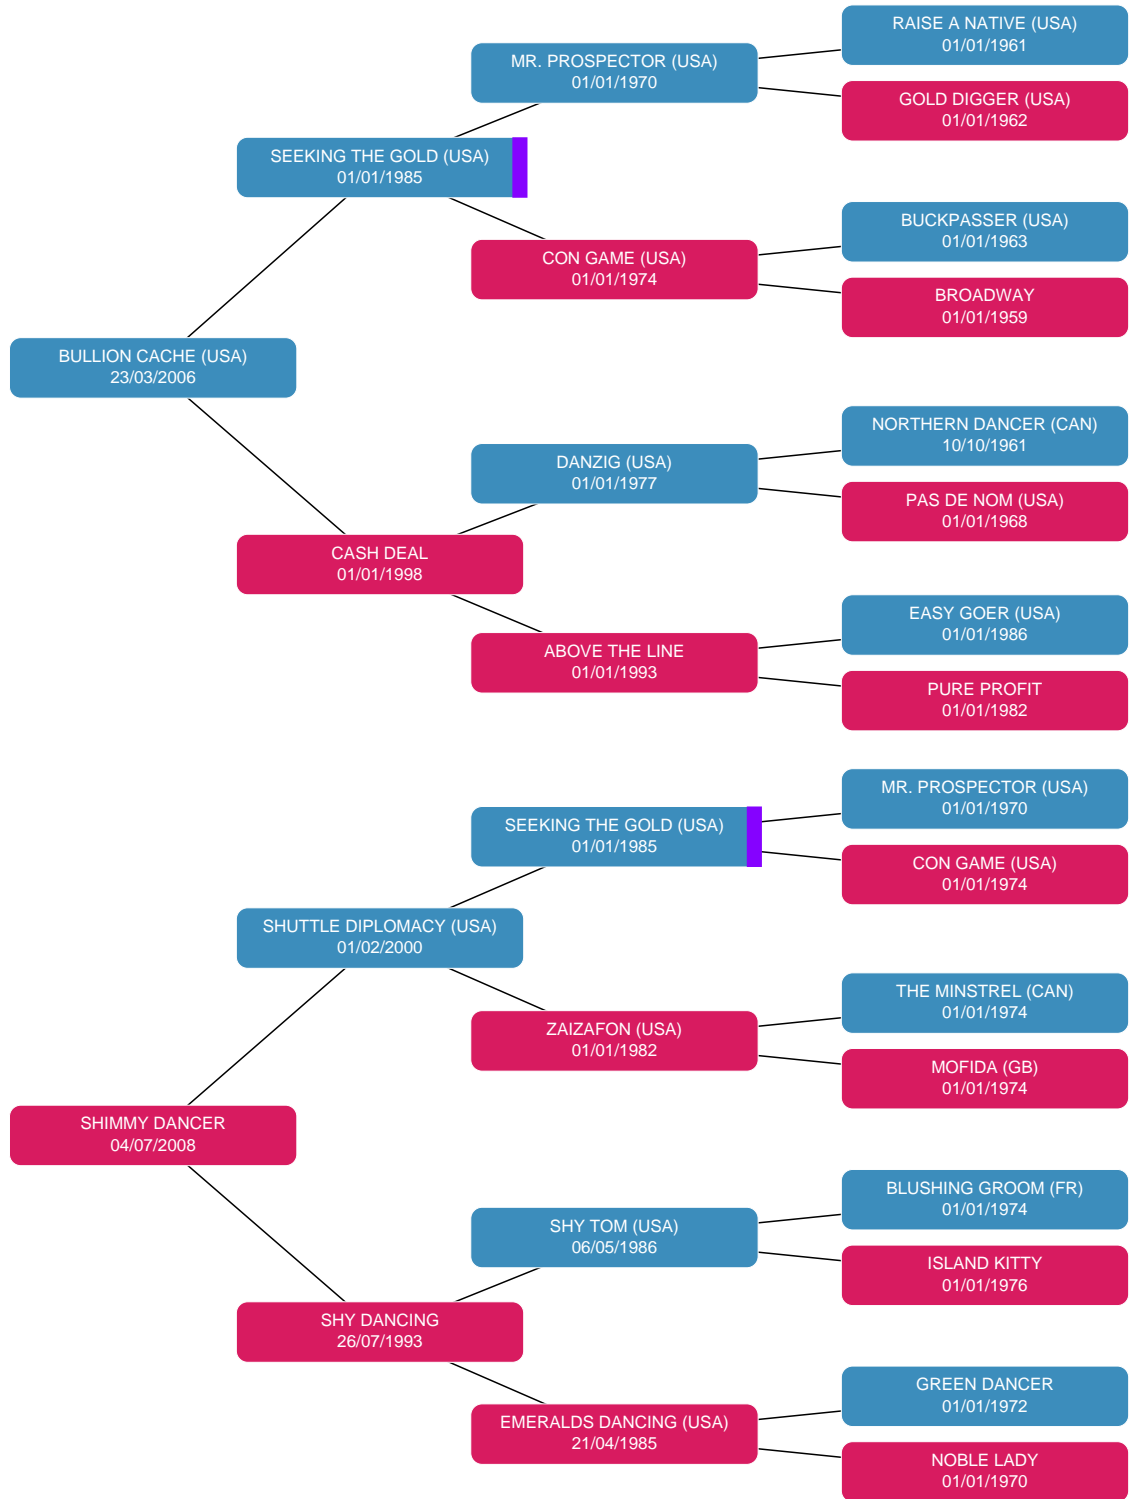 RAISE A NATIVE (USA)
01/01/1961
MR. PROSPECTOR (USA)
01/01/1970
GOLD DIGGER (USA)
01/01/1962
SEEKING THE GOLD (USA)
01/01/1985
BUCKPASSER (USA)
01/01/1963
CON GAME (USA)
01/01/1974
BROADWAY
01/01/1959
BULLION CACHE (USA)
23/03/2006
NORTHERN DANCER (CAN)
10/10/1961
DANZIG (USA)
01/01/1977
PAS DE NOM (USA)
01/01/1968
CASH DEAL
01/01/1998
EASY GOER (USA)
01/01/1986
ABOVE THE LINE
01/01/1993
PURE PROFIT
01/01/1982
MR. PROSPECTOR (USA)
01/01/1970
SEEKING THE GOLD (USA)
01/01/1985
CON GAME (USA)
01/01/1974
SHUTTLE DIPLOMACY (USA)
01/02/2000
THE MINSTREL (CAN)
01/01/1974
ZAIZAFON (USA)
01/01/1982
MOFIDA (GB)
01/01/1974
SHIMMY DANCER
04/07/2008
BLUSHING GROOM (FR)
01/01/1974
SHY TOM (USA)
06/05/1986
ISLAND KITTY
01/01/1976
SHY DANCING
26/07/1993
GREEN DANCER
01/01/1972
EMERALDS DANCING (USA)
21/04/1985
NOBLE LADY
01/01/1970